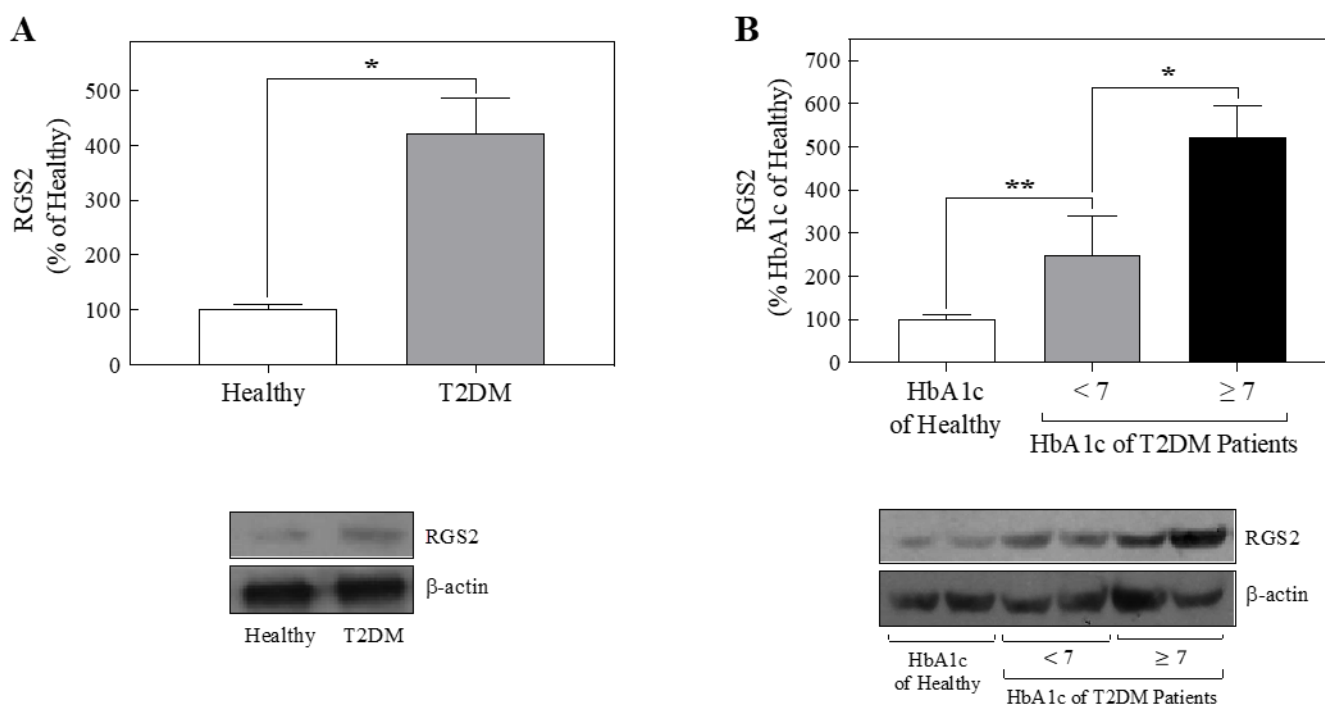 A
RGS2
(% of Healthy)
500
400
300
200
100
0
*
Healthy
T2DM
RGS2
β-actin
Healthy
T2DM
B
RGS2
(% HbA1c of Healthy)
700
600
500
400
300
200
100
0
**
*
HbA1c
of Healthy
< 7
≥ 7
HbA1c of T2DM Patients
RGS2
β-actin
HbA1c
of Healthy
< 7
≥ 7
HbA1c of T2DM Patients